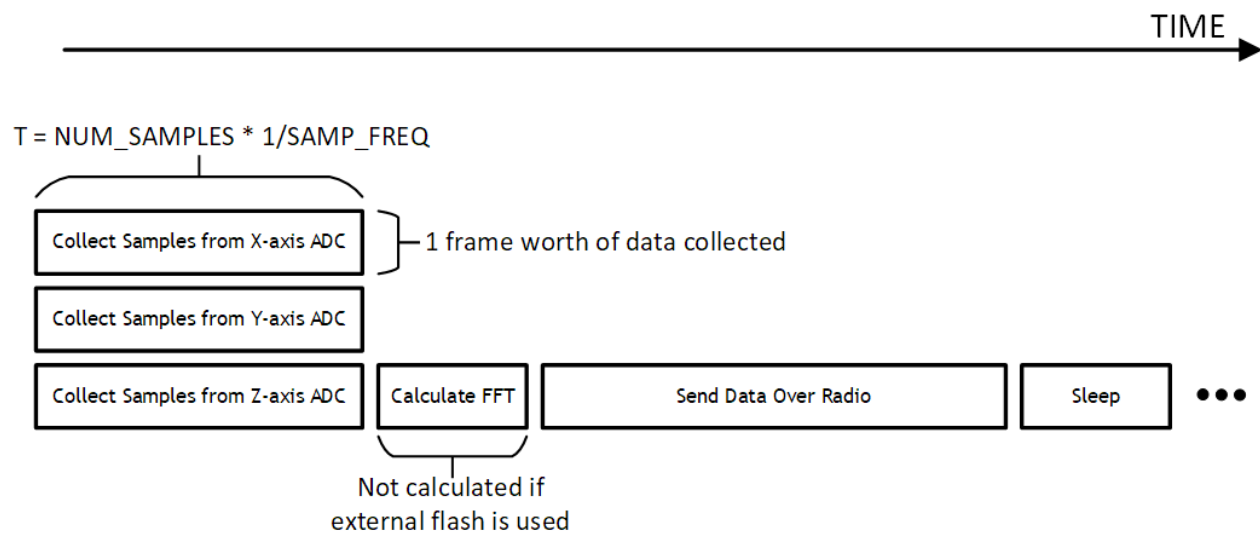 TIME
T = NUM_SAMPLES * 1/SAMP_FREQ
Collect Samples from X-axis ADC
1 frame worth of data collected
Collect Samples from Y-axis ADC
Collect Samples from Z-axis ADC
Calculate FFT
Send Data Over Radio
Sleep
Not calculated if
external flash is used